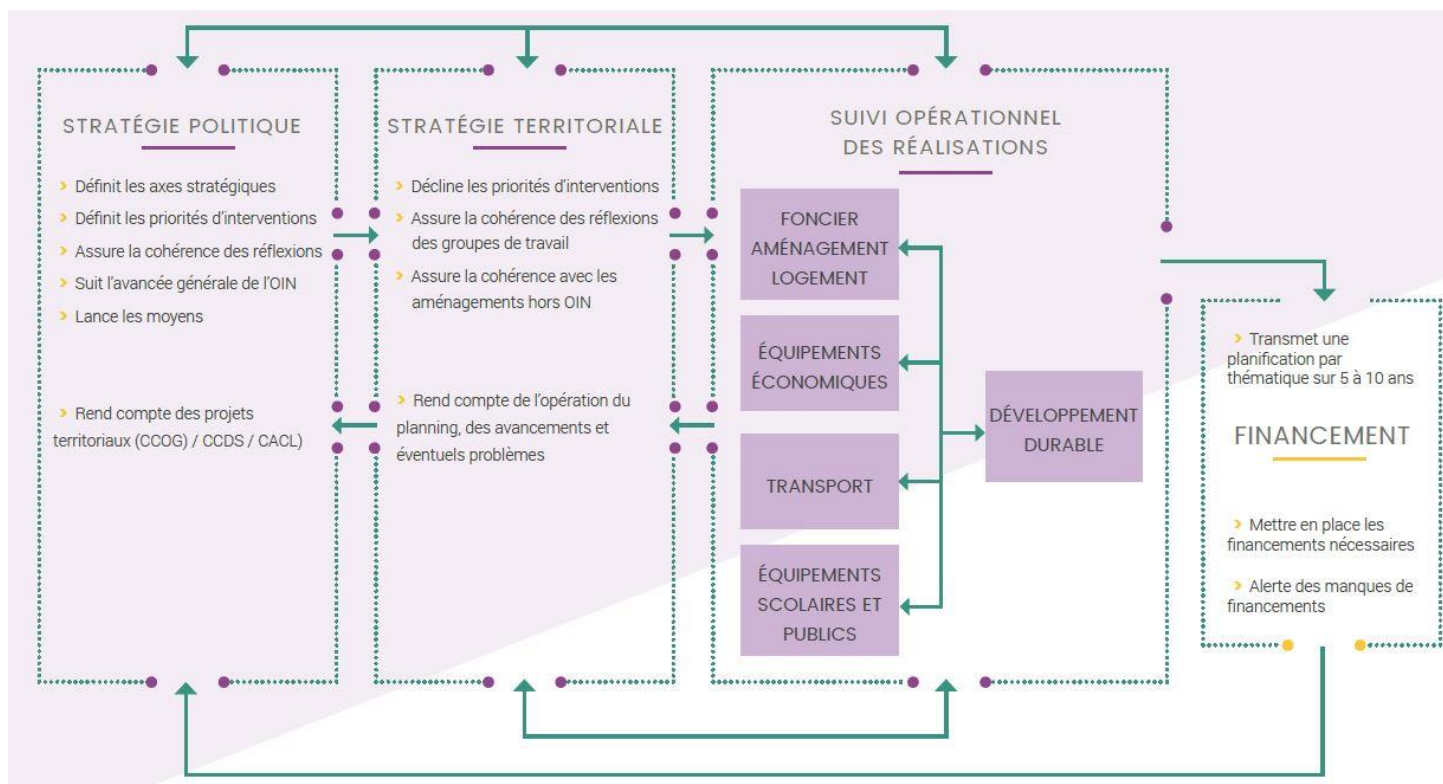 STRATÉGIE POLITIQUE
> Définit les axes stratégiques
> Définit les priorités d'interventions
> Assure la cohérence des réflexions
> Suit l'avancée générale de l'OIN
> Lance les moyens
> Rend compte des projets
territoriaux (CCOG) / CCDS / CACL)
STRATÉGIE TERRITORIALE
> Décline les priorités d'interventions
> Assure la cohérence des réflexions
des groupes de travail
> Assure la cohérence avec les
aménagements hors OIN
> Rend compte de l'opération du
planning, des avancements et
éventuels problèmes
SUIVI OPÉRATIONNEL
DES RÉALISATIONS
FONCIER
AMÉNAGEMENT
LOGEMENT
ÉQUIPEMENTS
ÉCONOMIQUES
TRANSPORT
ÉQUIPEMENTS
SCOLAIRES ET
PUBLICS
DÉVELOPPEMENT
DURABLE
> Transmet une
planification par
thématique sur 5 à 10 ans
FINANCEMENT
> Mettre en place les
financements nécessaires
> Alerte des manques de
financements